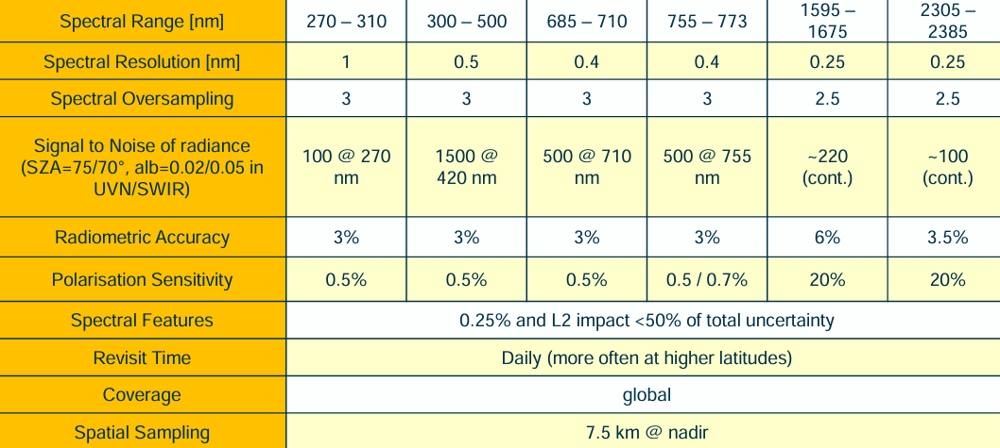 Spectral Range [nm] 270 – 310 300 – 500 685 – 710 755 – 773 1595 – 1675 2305 – 2385
Spectral Resolution [nm] 1 0.5 0.4 0.4 0.25 0.25
Spectral Oversampling 3 3 3 3 2.5 2.5
Signal to Noise of radiance
(SZA=75/70°, alb=0.02/0.05 in
UVN/SWIR)
100 @ 270
nm
1500 @
420 nm
500 @ 710
nm
500 @ 755
nm
~220
(cont.)
~100
(cont.)
Radiometric Accuracy 3% 3% 3% 3% 6% 3.5%
Polarisation Sensitivity 0.5% 0.5% 0.5% 0.5 / 0.7% 20% 20%
Spectral Features 0.25% and L2 impact <50% of total uncertainty
Revisit Time Daily (more often at higher latitudes)
Coverage global
Spatial Sampling 7.5 km @ nadir